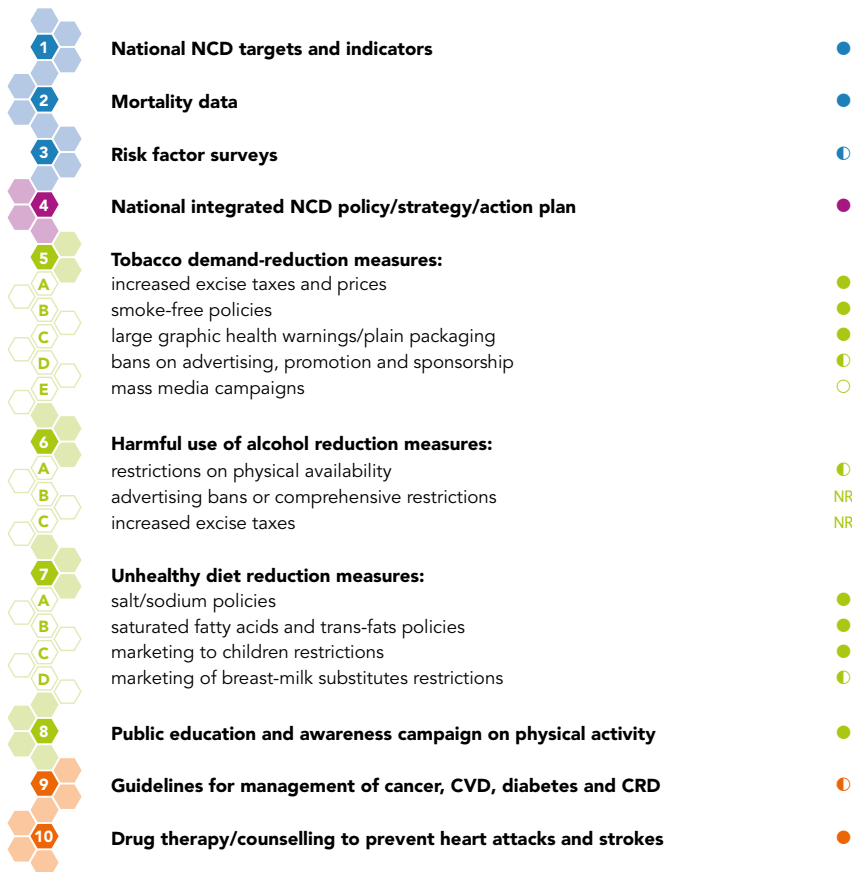 1 National NCD targets and indicators ●
2 Mortality data ●
3 Risk factor surveys ◐
4 National integrated NCD policy/strategy/action plan ●
5 Tobacco demand-reduction measures:
A increased excise taxes and prices ●
B smoke-free policies ●
C large graphic health warnings/plain packaging ●
D bans on advertising, promotion and sponsorship ◐
E mass media campaigns ○
6 Harmful use of alcohol reduction measures:
A restrictions on physical availability ◐
B advertising bans or comprehensive restrictions NR
C increased excise taxes NR
7 Unhealthy diet reduction measures:
A salt/sodium policies ●
B saturated fatty acids and trans-fats policies ●
C marketing to children restrictions ●
D marketing of breast-milk substitutes restrictions ◐
8 Public education and awareness campaign on physical activity ●
9 Guidelines for management of cancer, CVD, diabetes and CRD ◐
10 Drug therapy/counselling to prevent heart attacks and strokes ●